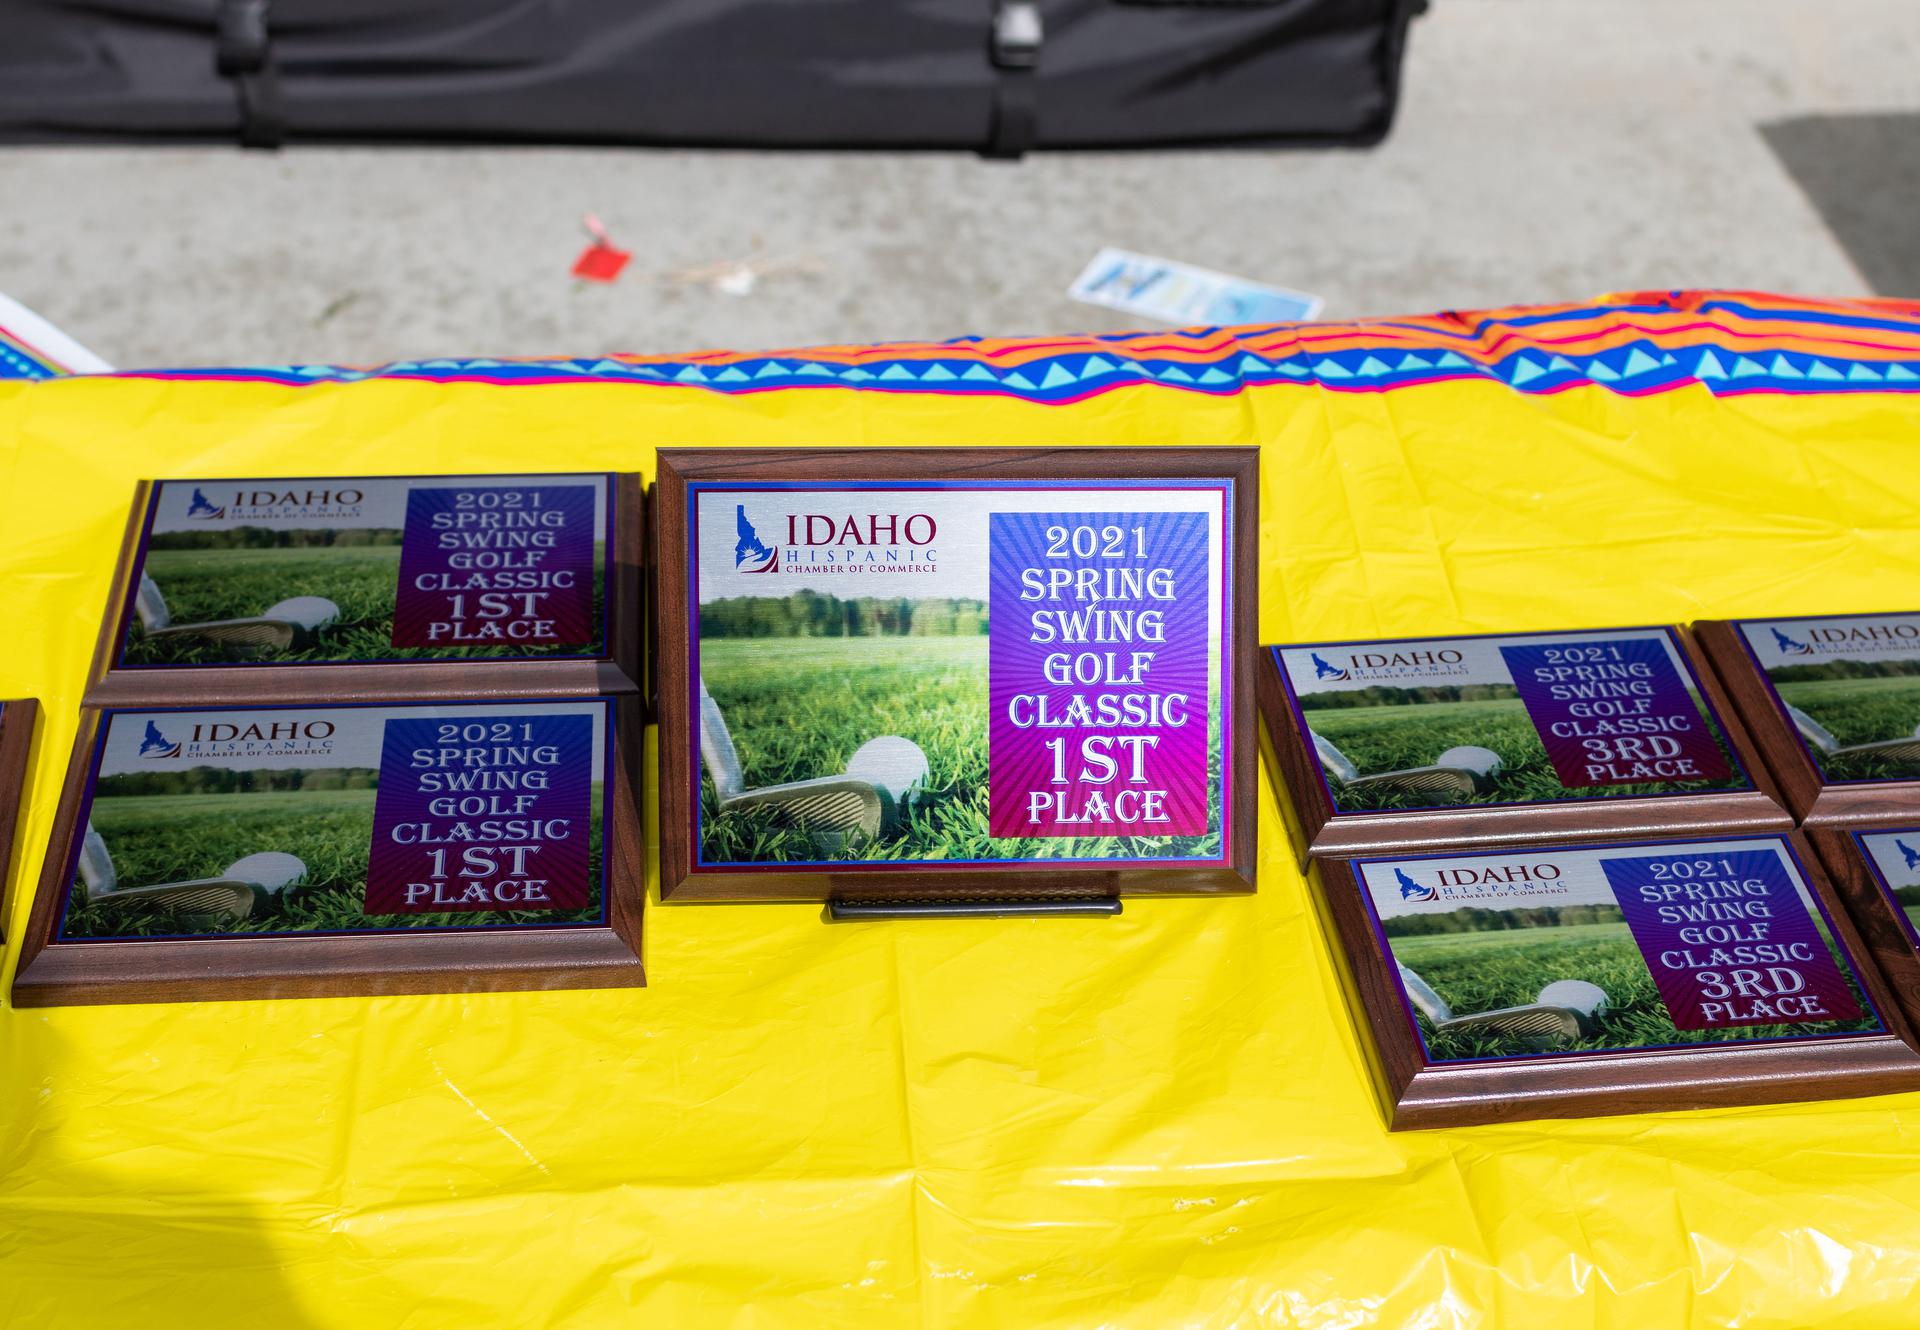 IDAHO
HISPANIC
CHAMBER OF COMMERCE
2021
SPRING
SWING
GOLF
CLASSIC
1ST
PLACE
IDAHO
HISPANIC
CHAMBER OF COMMERCE
2021
SPRING
SWING
GOLF
CLASSIC
1ST
PLACE
IDAHO
HISPANIC
CHAMBER OF COMMERCE
2021
SPRING
SWING
GOLF
CLASSIC
1ST
PLACE
IDAHO
HISPANIC
CHAMBER OF COMMERCE
2021
SPRING
SWING
GOLF
CLASSIC
3RD
PLACE
IDAHO
HISPANIC
CHAMBER OF COMMERCE
2021
SPRING
SWING
GOLF
CLASSIC
3RD
PLACE
IDAHO